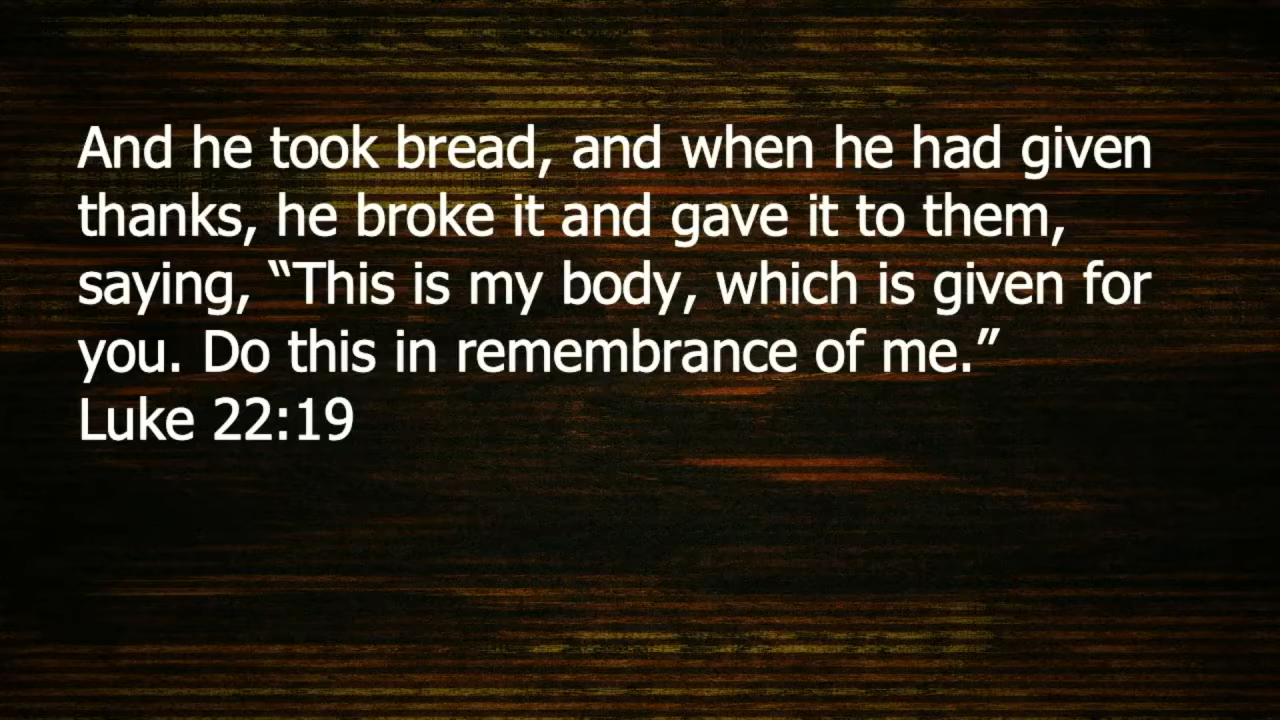 And he took bread, and when he had given
thanks, he broke it and gave it to them,
saying, “This is my body, which is given for
you. Do this in remembrance of me.”
Luke 22:19